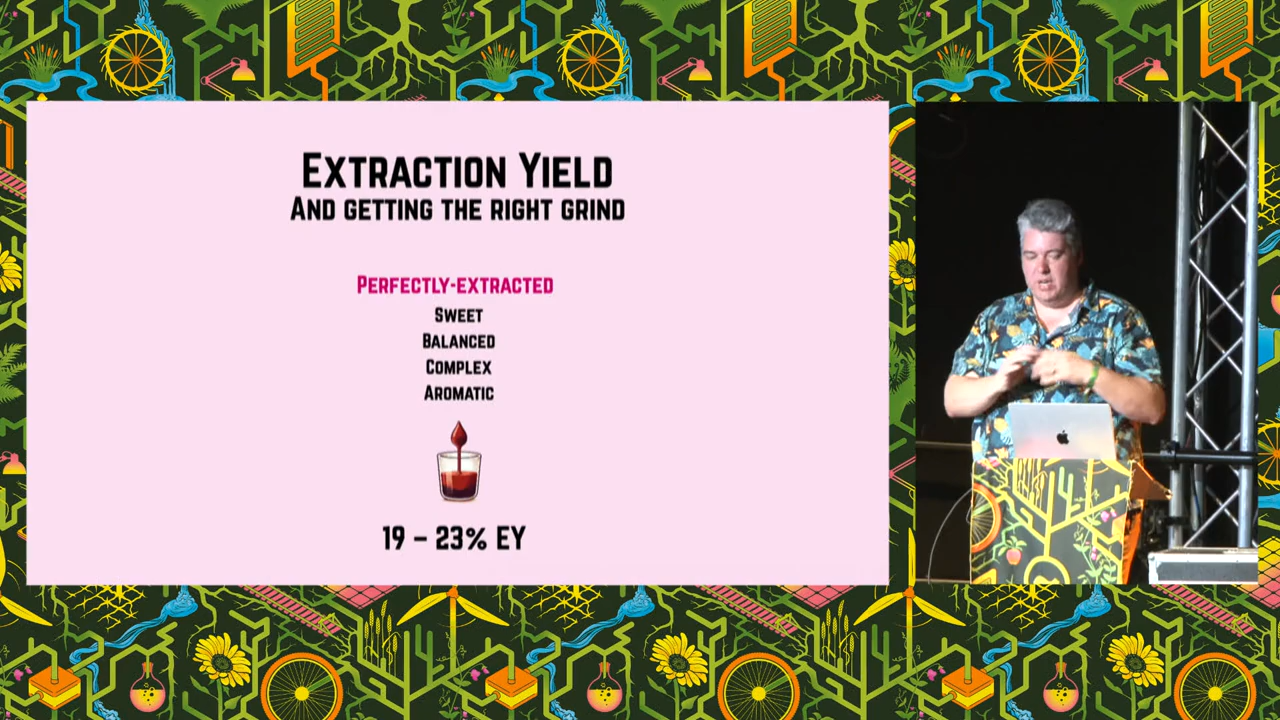 Extraction Yield
And getting the right grind
Perfectly-extracted
Sweet
Balanced
Complex
Aromatic
19 – 23% EY